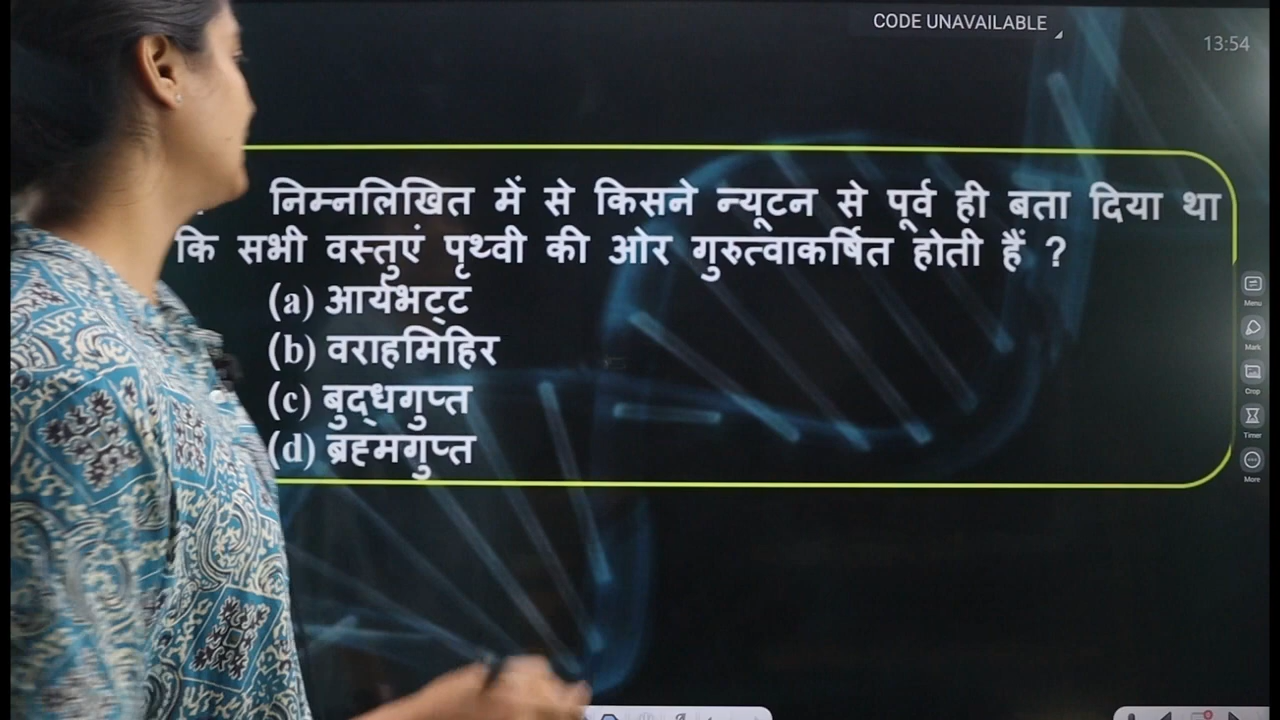 CODE UNAVAILABLE
13:54
निम्नलिखित में से किसने न्यूटन से पूर्व ही बता दिया था
कि सभी वस्तुएं पृथ्वी की ओर गुरुत्वाकर्षित होती हैं ?
(a) आर्यभट्ट
(b) वराहमिहिर
(c) बुद्धगुप्त
(d) ब्रह्मगुप्त
Menu
Mark
Crop
Timer
More